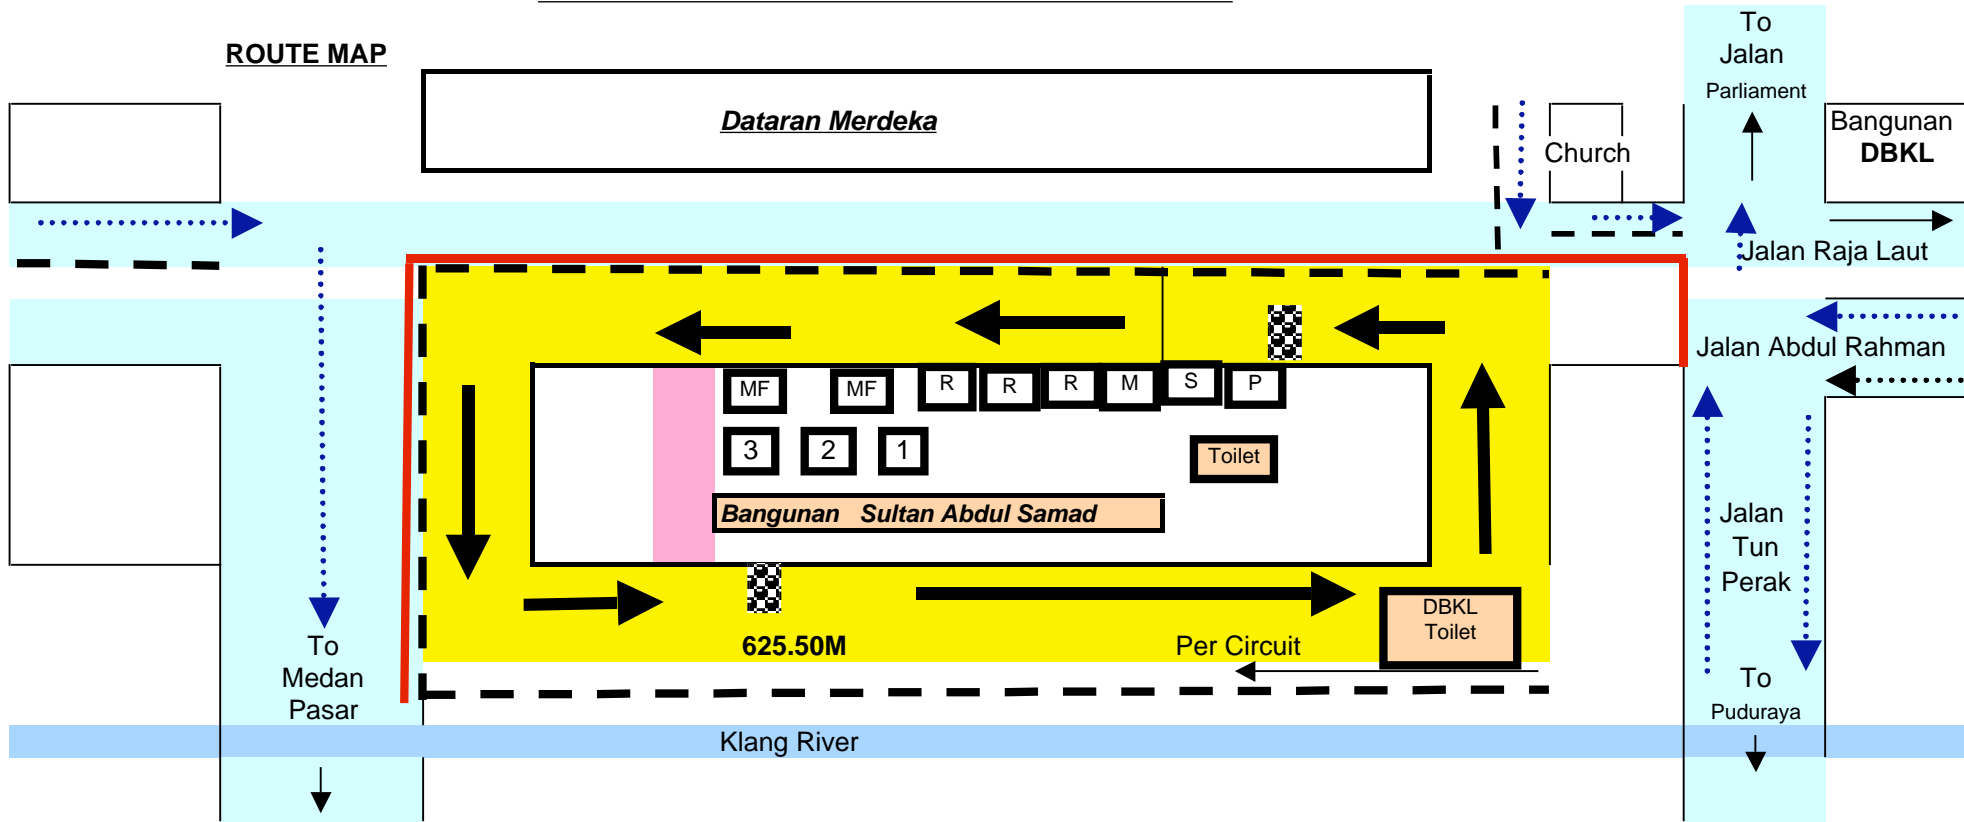 ROUTE MAP
To
Jalan
Parliament
Dataran Merdeka
Church
Bangunan
DBKL
Jalan Raja Laut
Jalan Abdul Rahman
MF
MF
R
R
R
M
S
P
3
2
1
Toilet
Bangunan Sultan Abdul Samad
Jalan
Tun
Perak
DBKL
Toilet
625.50M
Per Circuit
To
Medan
Pasar
To
Puduraya
Klang River